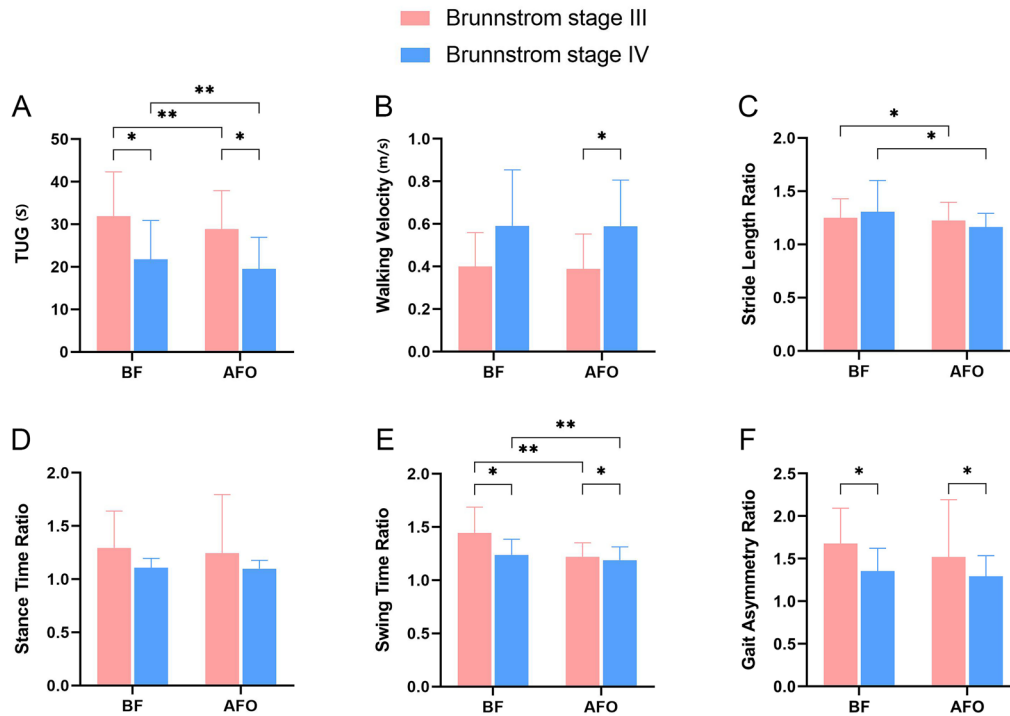 Brunnstrom stage III
Brunnstrom stage IV
A
**
**
*
*
TUG (S)
50
40
30
20
10
0
BF
AFO
B
*
Walking Velocity (m/s)
1.0
0.8
0.6
0.4
0.2
0.0
BF
AFO
C
*
*
Stride Length Ratio
2.0
1.5
1.0
0.5
0.0
BF
AFO
D
Stance Time Ratio
2.0
1.5
1.0
0.5
0.0
BF
AFO
E
**
**
*
*
Swing Time Ratio
2.0
1.5
1.0
0.5
0.0
BF
AFO
F
*
*
Gait Asymmetry Ratio
2.5
2.0
1.5
1.0
0.5
0.0
BF
AFO